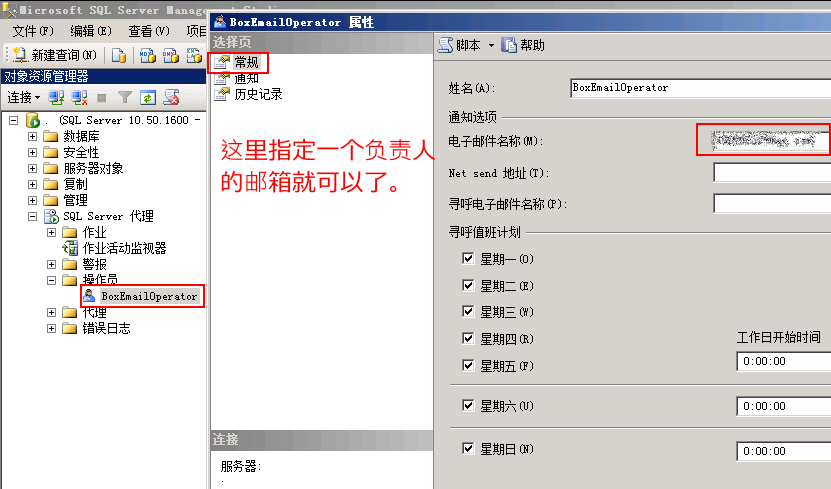 Microsoft SQL Server Management Studio
BoxEmailOperator 属性
文件(F) 编辑(E) 查看(V) 项目
新建查询(N)
对象资源管理器
连接
. (SQL Server 10.50.1600 -
数据库
安全性
服务器对象
复制
管理
SQL Server 代理
作业
作业活动监视器
警报
操作员
BoxEmailOperator
代理
错误日志
选择页
常规
通知
历史记录
这里指定一个负责人
的邮箱就可以了。
连接
服务器:
.
脚本 帮助
姓名(A): BoxEmailOperator
通知选项
电子邮件名称(M):
Net send 地址(T):
寻呼电子邮件名称(P):
寻呼值班计划
星期一(O)
星期二(E)
星期三(W)
星期四(R) 工作日开始时间
星期五(F) 0:00:00
星期六(U) 0:00:00
星期日(N) 0:00:00